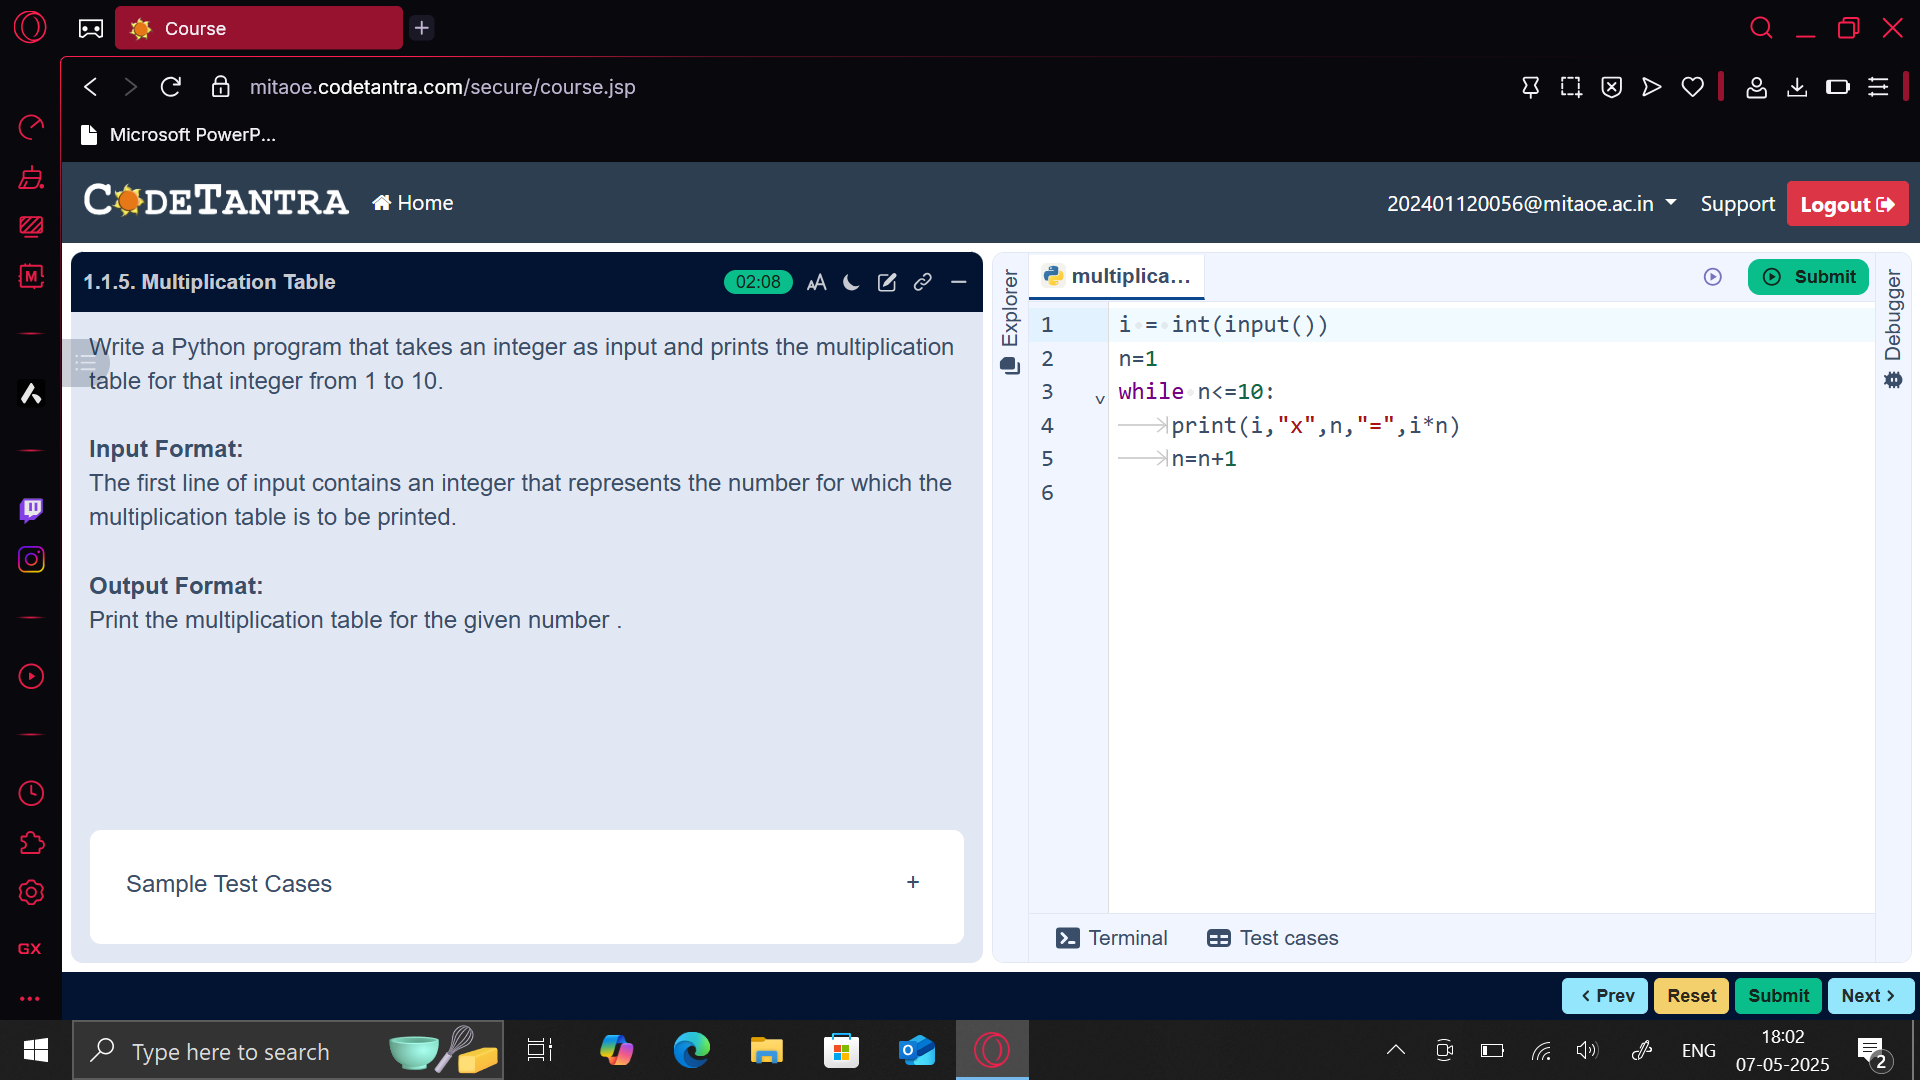 Course
mitaoe.codetantra.com/secure/course.jsp
Microsoft PowerP...
CODETANTRA
Home
202401120056@mitaoe.ac.in
Support
Logout
1.1.5. Multiplication Table
02:08
AA
Write a Python program that takes an integer as input and prints the multiplication
table for that integer from 1 to 10.
Input Format:
The first line of input contains an integer that represents the number for which the
multiplication table is to be printed.
Output Format:
Print the multiplication table for the given number .
Sample Test Cases
+
Explorer
multiplica...
Submit
Debugger
1 i = int(input())
2 n=1
3 while n<=10:
4 print(i,"x",n,"=",i*n)
5 n=n+1
6
Terminal
Test cases
Prev
Reset
Submit
Next
M
GX
Type here to search
ENG
18:02
07-05-2025
2